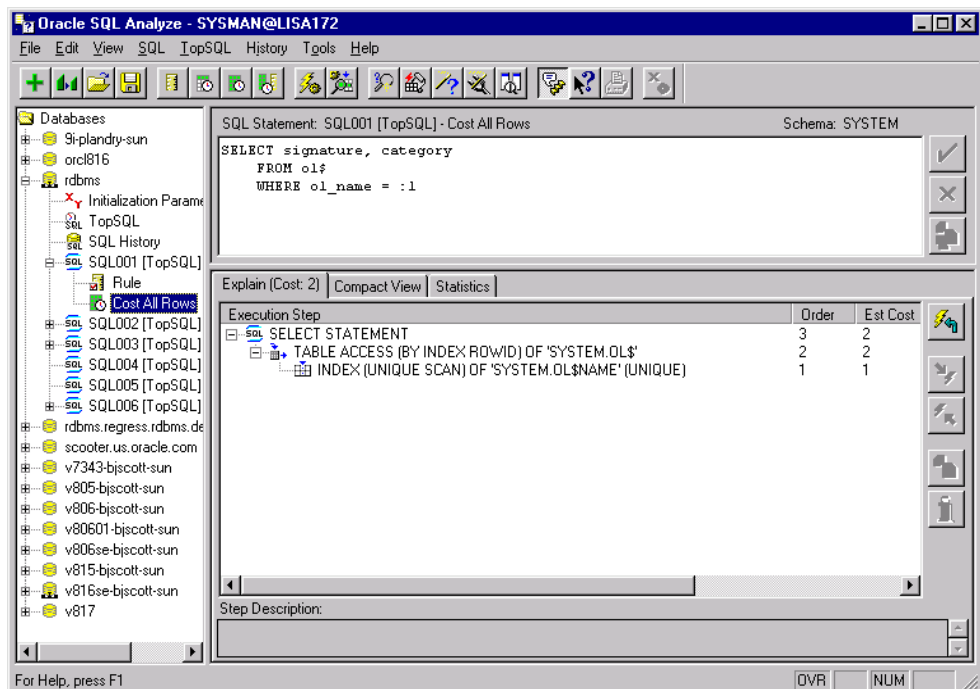 Oracle SQL Analyze - SYSMAN@LISA172
File Edit View SQL TopSQL History Tools Help
Databases
9i-plandry-sun
orcl816
rdbms
Initialization Parame
TopSQL
SQL History
SQL001 [TopSQL]
Rule
Cost All Rows
SQL002 [TopSQL]
SQL003 [TopSQL]
SQL004 [TopSQL]
SQL005 [TopSQL]
SQL006 [TopSQL]
rdbms.regress.rdbms.de
scooter.us.oracle.com
v7343-bjscott-sun
v805-bjscott-sun
v806-bjscott-sun
v80601-bjscott-sun
v806se-bjscott-sun
v815-bjscott-sun
v816se-bjscott-sun
v817
SQL Statement: SQL001 [TopSQL] - Cost All Rows Schema: SYSTEM
SELECT signature, category
FROM ol$
WHERE ol_name = :1
Explain (Cost: 2) Compact View Statistics
Execution Step Order Est Cost
SELECT STATEMENT 3 2
TABLE ACCESS (BY INDEX ROWID) OF 'SYSTEM.OL$' 2 2
INDEX (UNIQUE SCAN) OF 'SYSTEM.OL$NAME' (UNIQUE) 1 1
Step Description:
For Help, press F1 OVR NUM